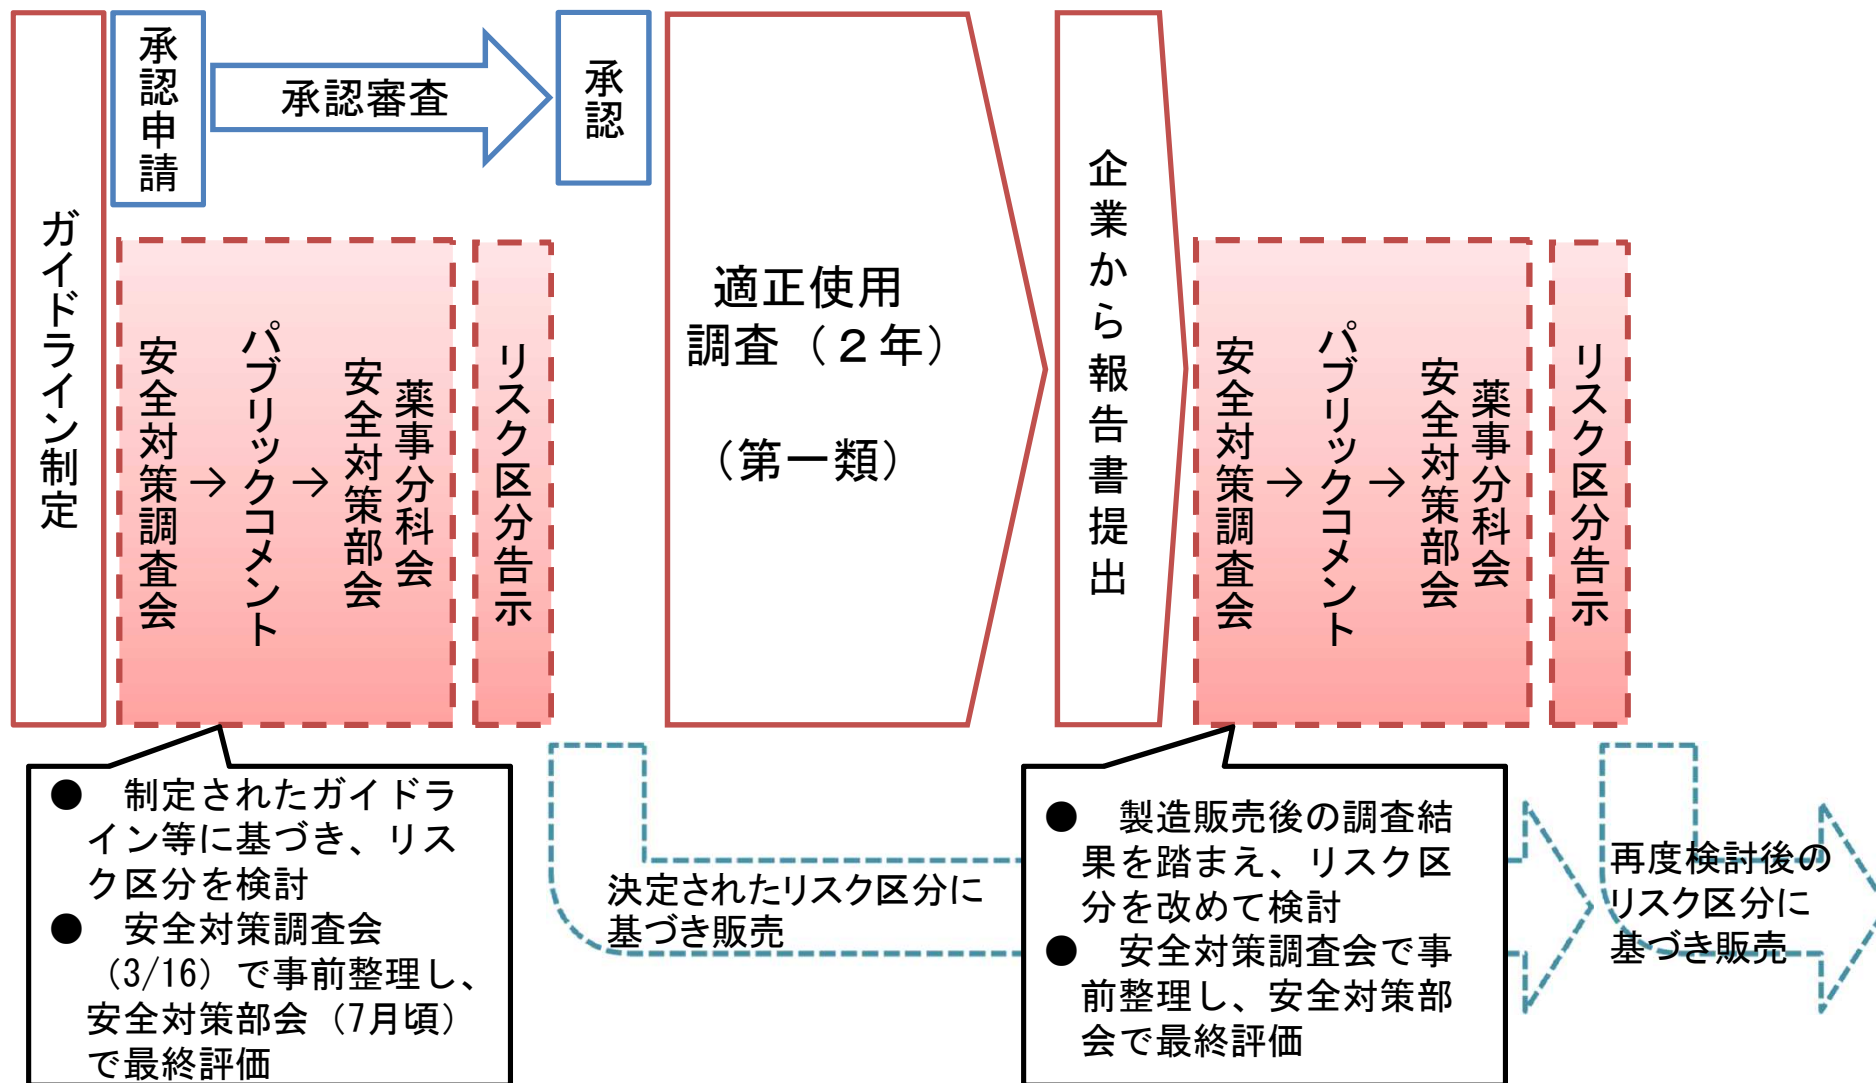 ガイドライン制定
承認申請
承認審査
承認
安全対策調査会
→
パブリックコメント
→
薬事分科会
安全対策部会
リスク区分告示
適正使用
調査（２年）
（第一類）
企業から報告書提出
安全対策調査会
→
パブリックコメント
→
薬事分科会
安全対策部会
リスク区分告示
●　制定されたガイドラ
イン等に基づき、リス
ク区分を検討
●　安全対策調査会
（3/16）で事前整理し、
安全対策部会（7月頃）
で最終評価
決定されたリスク区分に
基づき販売
●　製造販売後の調査結
果を踏まえ、リスク区
分を改めて検討
●　安全対策調査会で事
前整理し、安全対策部
会で最終評価
再度検討後の
リスク区分に
基づき販売